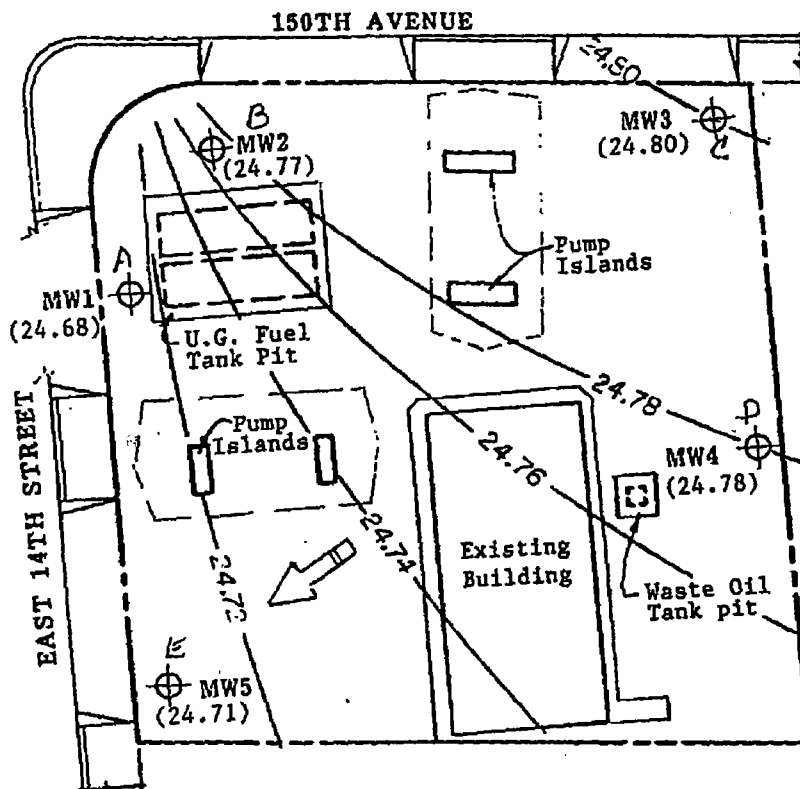 150TH AVENUE
24.80
B
MW2
(24.77)
MW3
(24.80)
C
Pump
Islands
A
MW1
(24.68)
U.G. Fuel
Tank Pit
24.78
D
MW4
(24.78)
Pump
Islands
24.76
EAST 14TH STREET
24.74
Existing
Building
Waste Oil
Tank pit
24.72
E
MW5
(24.71)